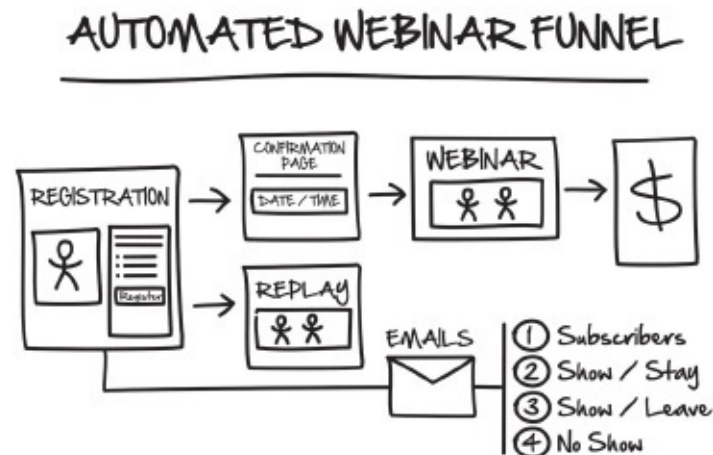 AUTOMATED WEBINAR FUNNEL
REGISTRATION
Register
CONFIRMATION
PAGE
DATE / TIME
WEBINAR
$
REPLAY
EMAILS
1 Subscribers
2 Show / Stay
3 Show / Leave
4 No Show